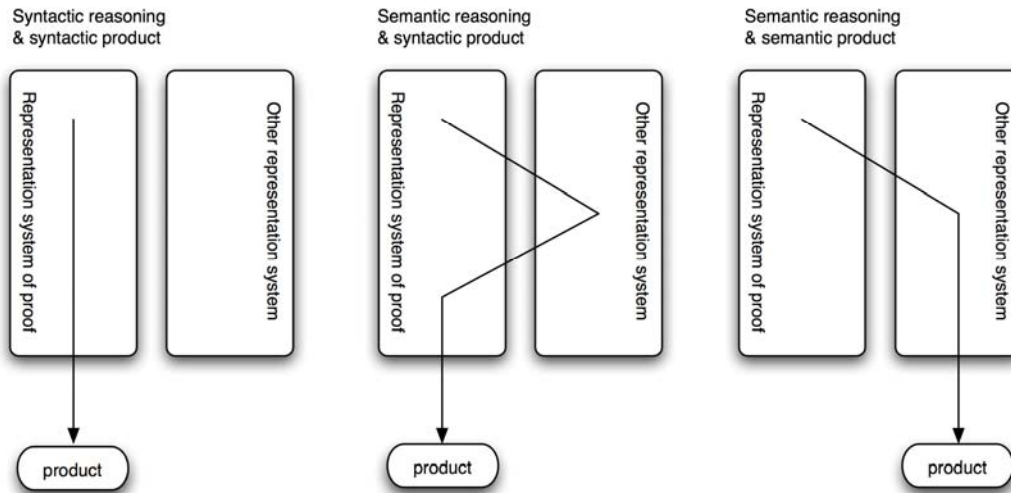 Syntactic reasoning
& syntactic product
Representation system of proof
Other representation system
product
Semantic reasoning
& syntactic product
Representation system of proof
Other representation system
product
Semantic reasoning
& semantic product
Representation system of proof
Other representation system
product